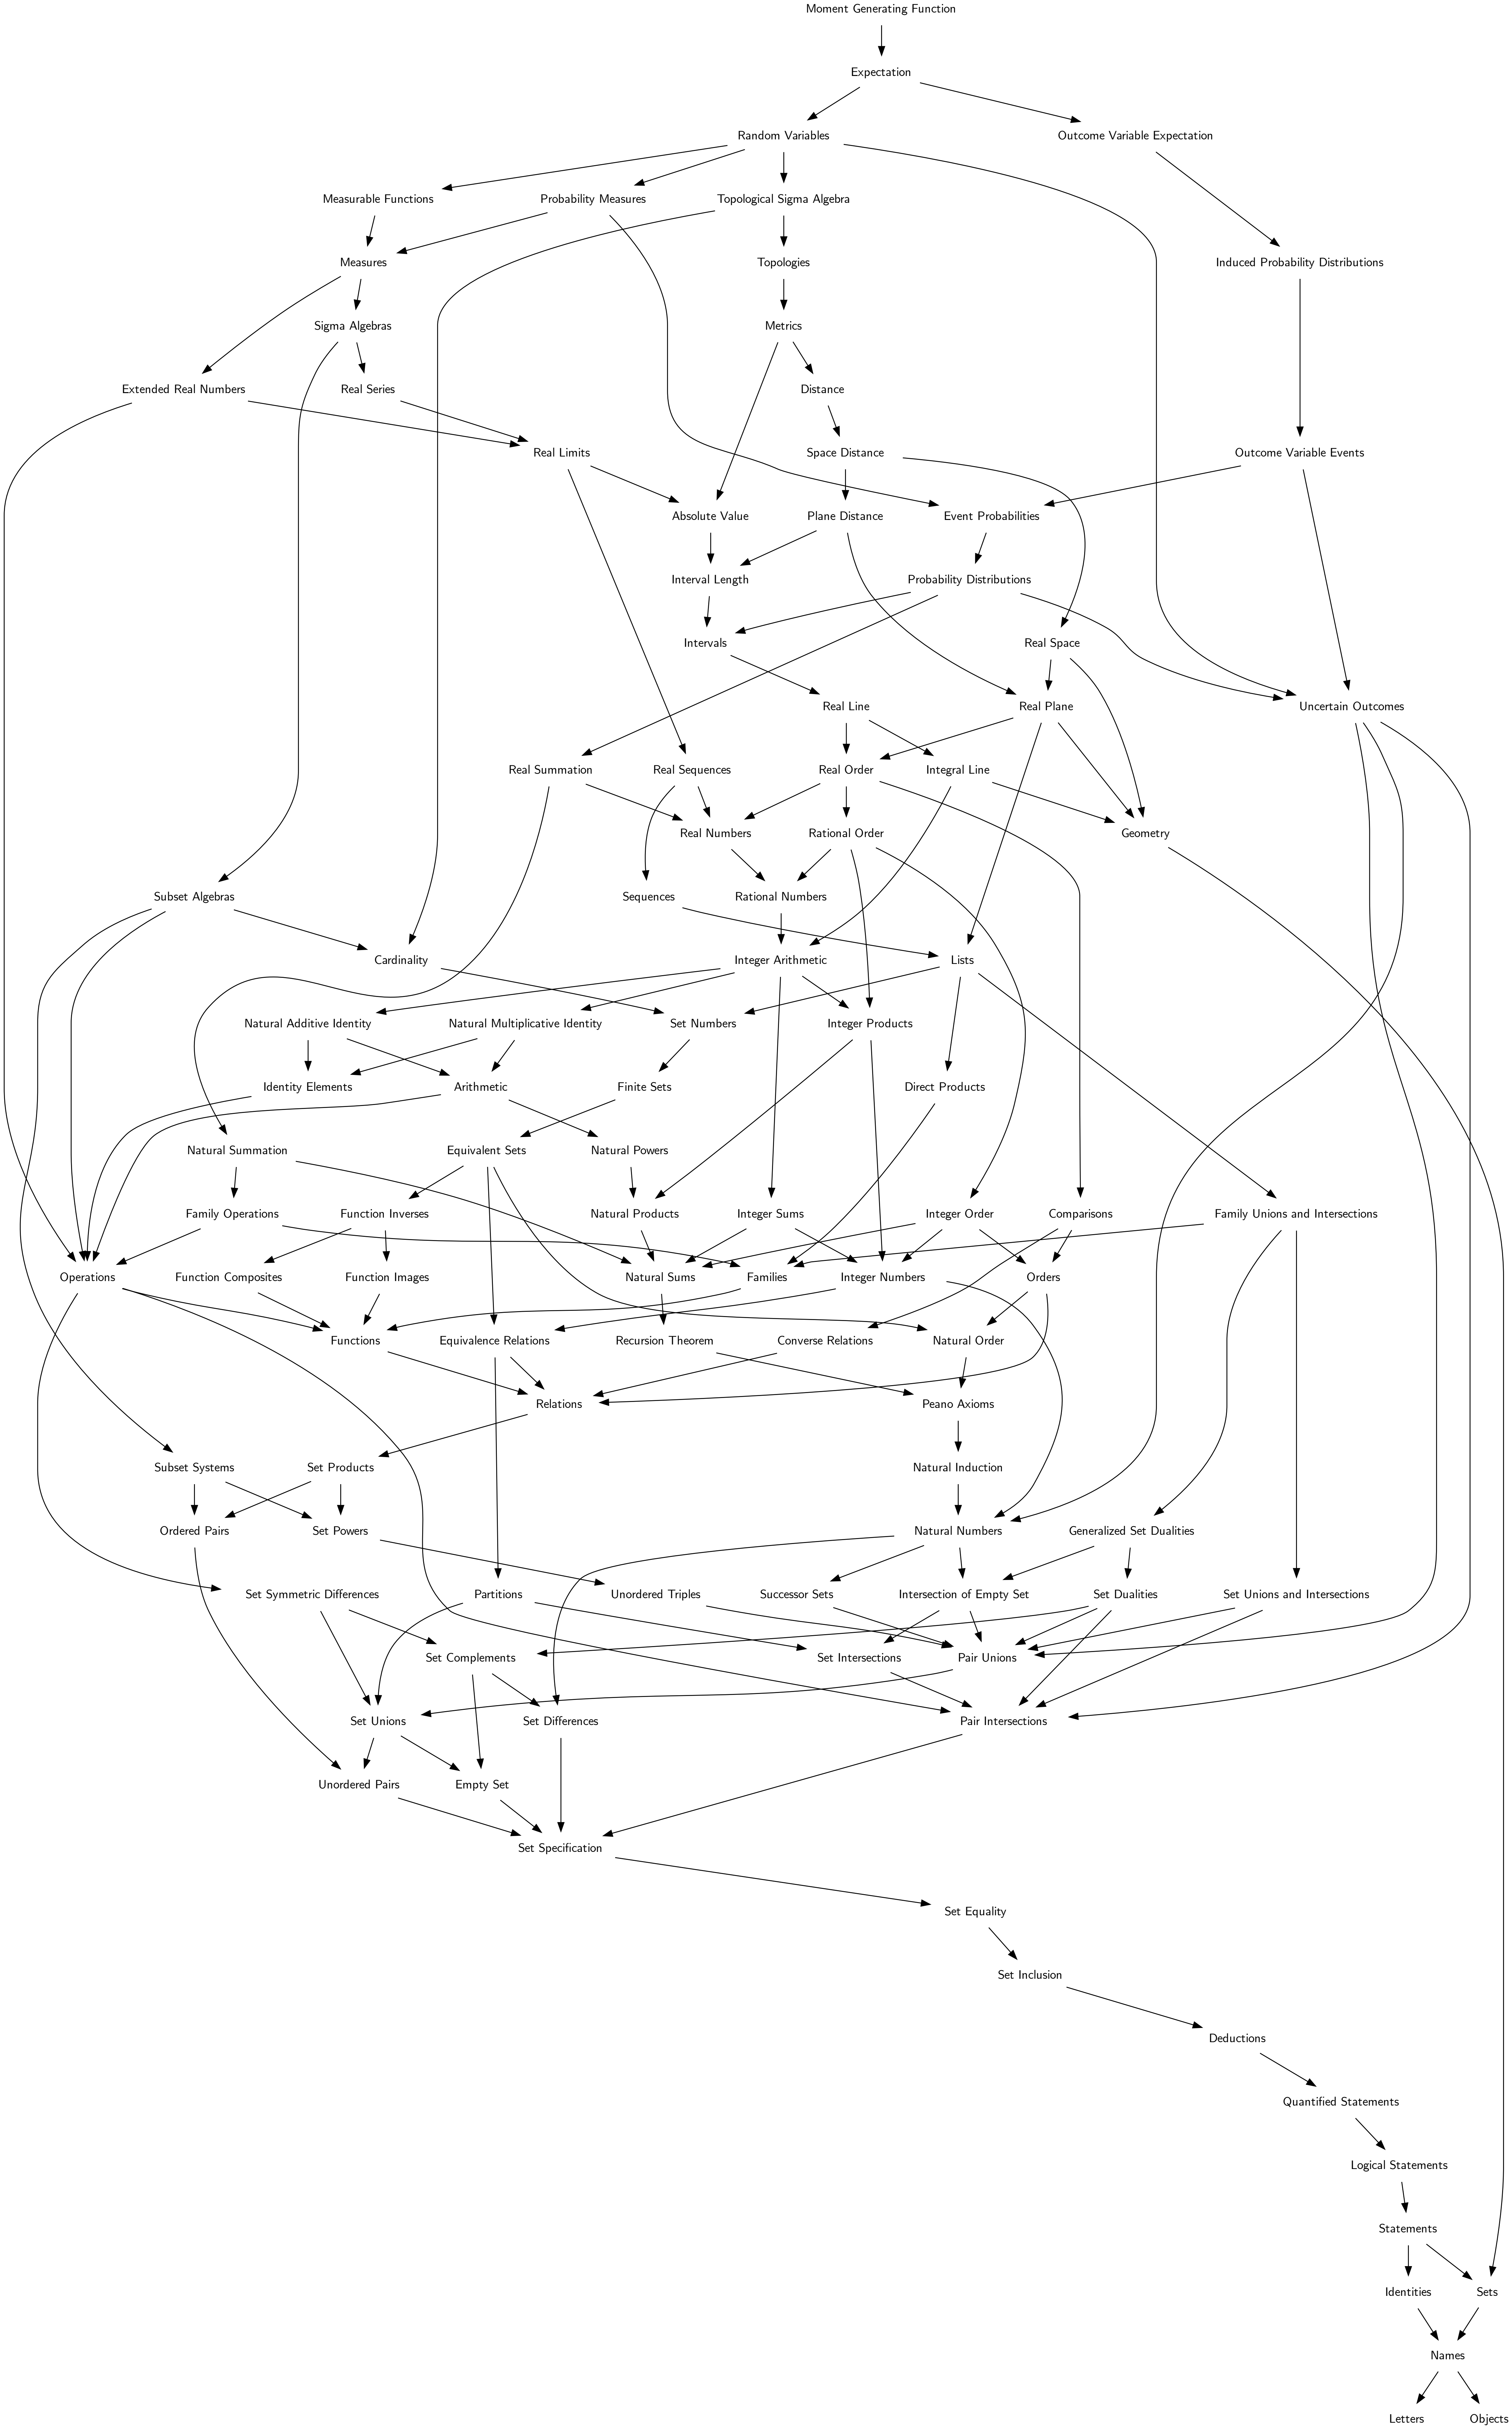 Moment Generating Function
Expectation
Random Variables
Outcome Variable Expectation
Measurable Functions
Probability Measures
Topological Sigma Algebra
Measures
Topologies
Induced Probability Distributions
Sigma Algebras
Metrics
Extended Real Numbers
Real Series
Distance
Real Limits
Space Distance
Outcome Variable Events
Absolute Value
Plane Distance
Event Probabilities
Interval Length
Probability Distributions
Intervals
Real Space
Real Line
Real Plane
Uncertain Outcomes
Real Summation
Real Sequences
Real Order
Integral Line
Real Numbers
Rational Order
Geometry
Subset Algebras
Sequences
Rational Numbers
Cardinality
Integer Arithmetic
Lists
Natural Additive Identity
Natural Multiplicative Identity
Set Numbers
Integer Products
Identity Elements
Arithmetic
Finite Sets
Direct Products
Natural Summation
Equivalent Sets
Natural Powers
Family Operations
Function Inverses
Natural Products
Integer Sums
Integer Order
Comparisons
Family Unions and Intersections
Operations
Function Composites
Function Images
Natural Sums
Families
Integer Numbers
Orders
Functions
Equivalence Relations
Recursion Theorem
Converse Relations
Natural Order
Relations
Peano Axioms
Subset Systems
Set Products
Natural Induction
Ordered Pairs
Set Powers
Natural Numbers
Generalized Set Dualities
Set Symmetric Differences
Partitions
Unordered Triples
Successor Sets
Intersection of Empty Set
Set Dualities
Set Unions and Intersections
Set Complements
Set Intersections
Pair Unions
Set Unions
Set Differences
Pair Intersections
Unordered Pairs
Empty Set
Set Specification
Set Equality
Set Inclusion
Deductions
Quantified Statements
Logical Statements
Statements
Identities
Sets
Names
Letters
Objects